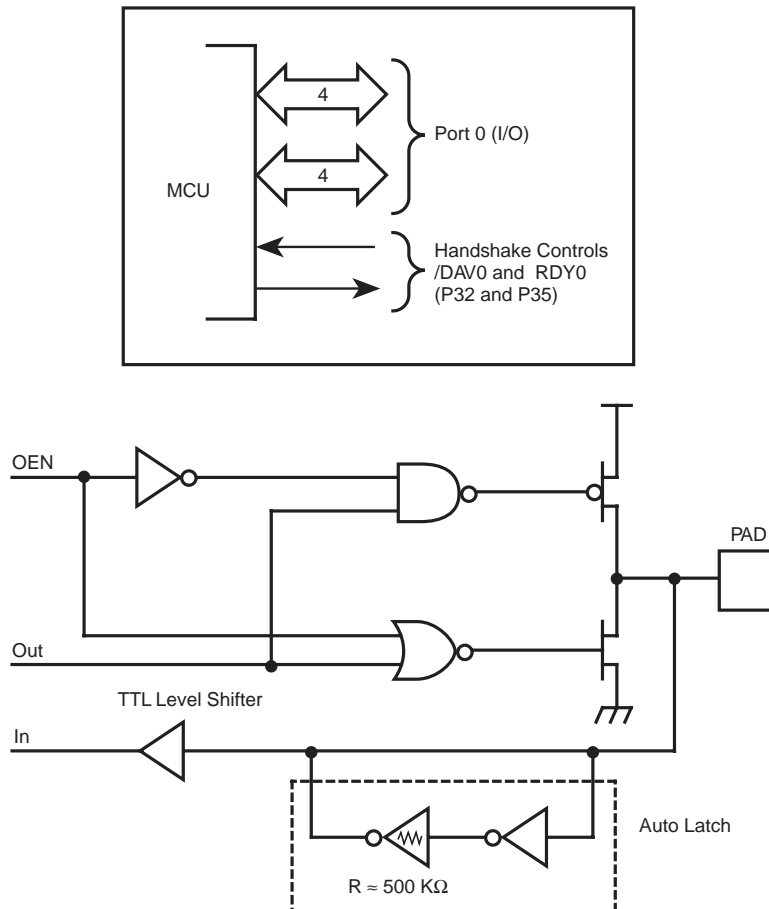 4
Port 0 (I/O)
4
MCU
Handshake Controls
/DAV0 and RDY0
(P32 and P35)
OEN
PAD
Out
TTL Level Shifter
In
Auto Latch
R ≈ 500 KΩ